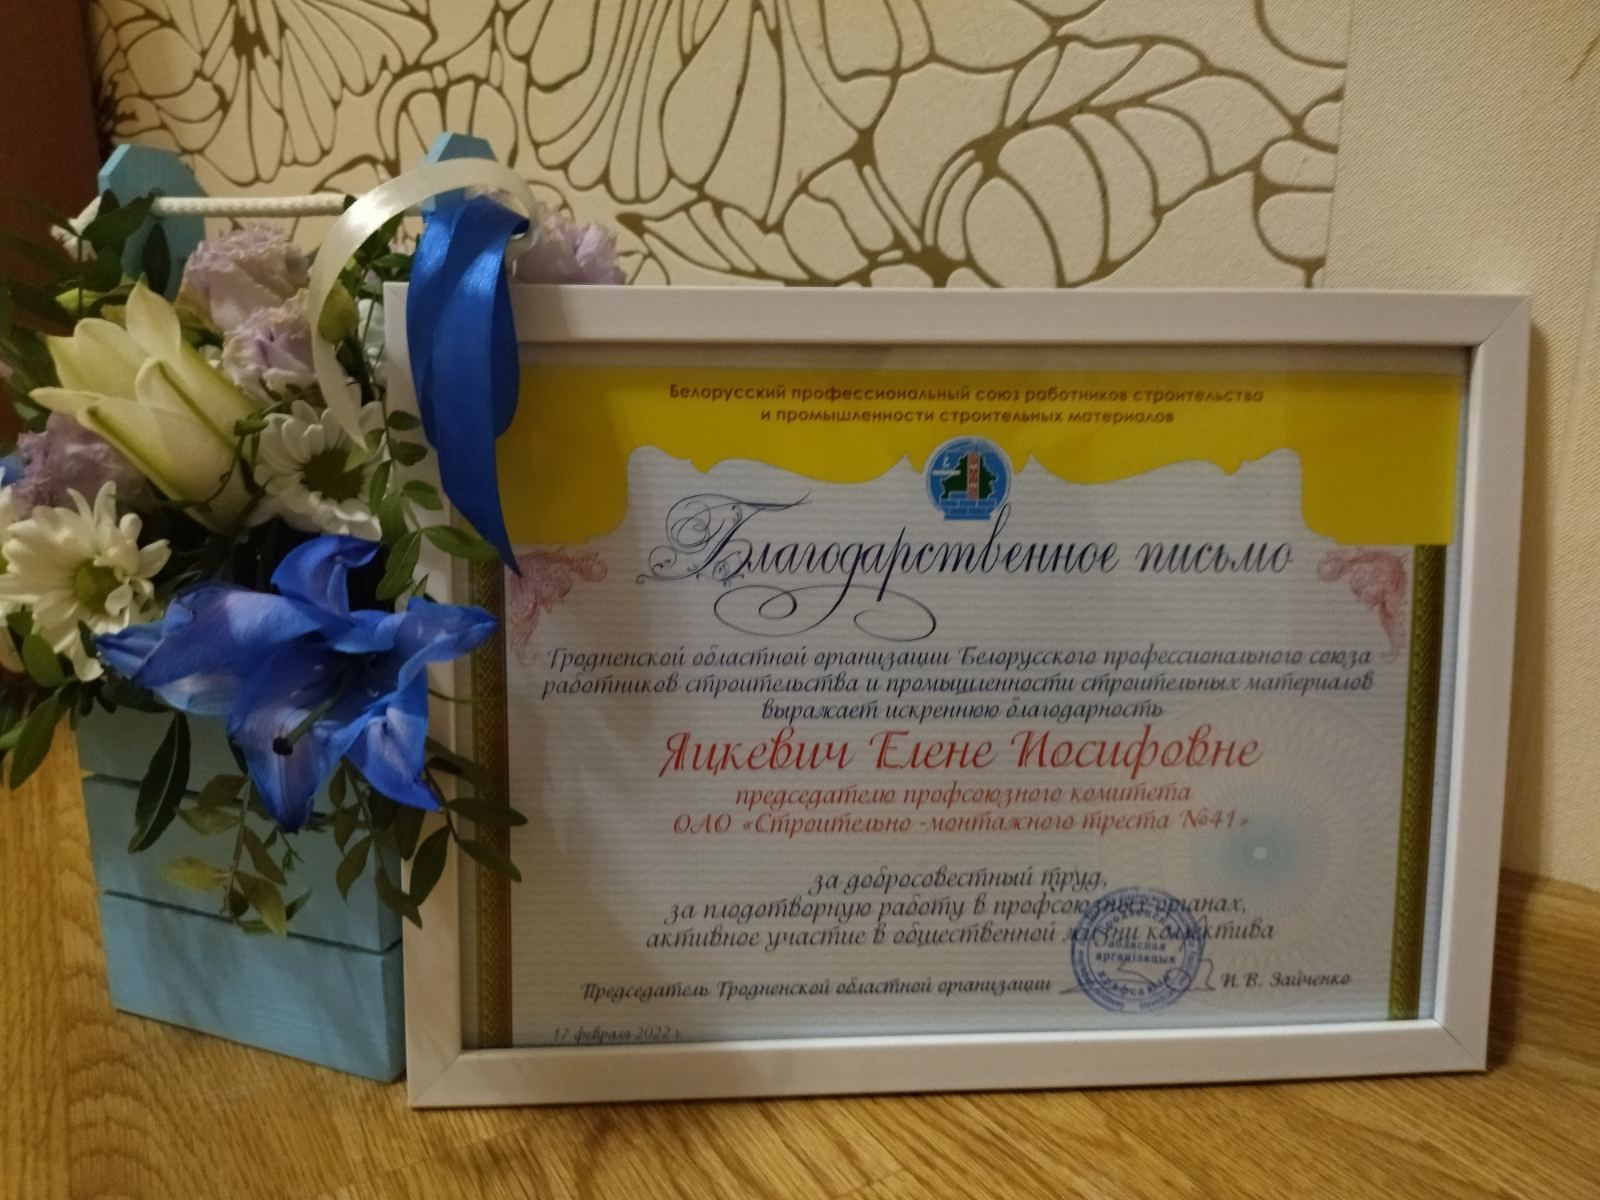 Белорусский профессиональный союз работников строительства
и промышленности строительных материалов
Благодарственное письмо
Гродненской областной организации Белорусского профессионального союза
работников строительства и промышленности строительных материалов
выражает искреннюю благодарность
Яцкевич Елене Иосифовне
председателю профсоюзного комитета
ОАО «Строительно -монтажного треста №41»
за добросовестный труд,
за плодотворную работу в профсоюзных органах,
активное участие в общественной жизни коллектива
Председатель Гродненской областной организации
И. В. Зайченко
17 февраля 2022 г.
абласная
арганізацыя